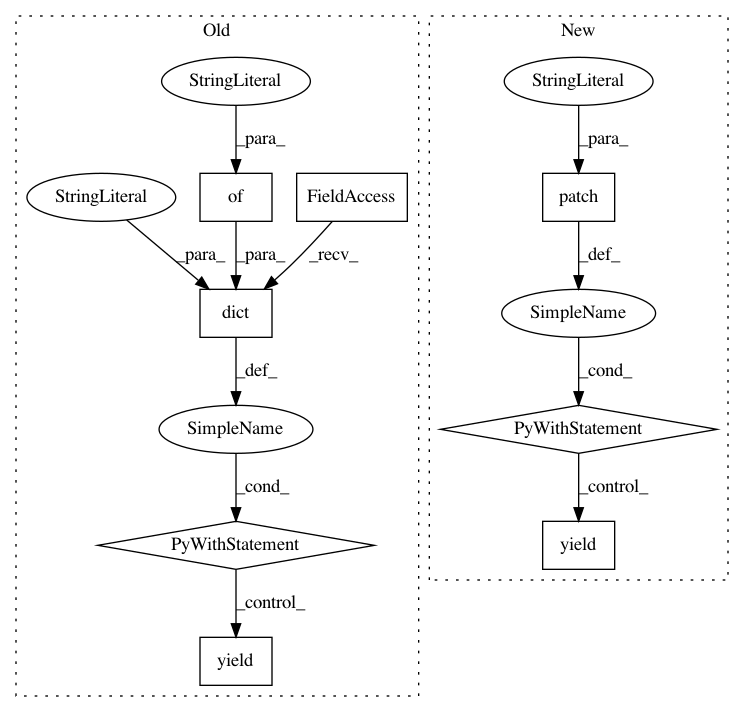 Old
New
StringLiteral
StringLiteral
_para_
_para_
StringLiteral
of
FieldAccess
patch
_para_
_para_
_recv_
_def_
dict
SimpleName
_def_
_cond_
SimpleName
PyWithStatement
_cond_
_control_
PyWithStatement
yield
_control_
yield